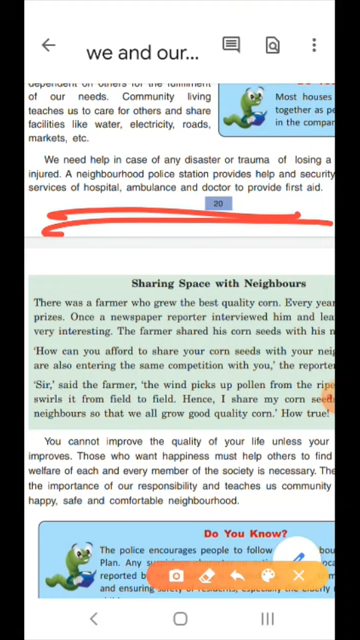 we and our...
dependent on others for the fulfilment
of our needs. Community living
teaches us to care for others and share
facilities like water, electricity, roads,
markets, etc.
Most houses
together as pe
in the compar
We need help in case of any disaster or trauma of losing a
injured. A neighbourhood police station provides help and security
services of hospital, ambulance and doctor to provide first aid.
20
Sharing Space with Neighbours
There was a farmer who grew the best quality corn. Every year
prizes. Once a newspaper reporter interviewed him and lea
very interesting. The farmer shared his corn seeds with his n
'How can you afford to share your corn seeds with your neig
are also entering the same competition with you,' the reporter
'Sir,' said the farmer, 'the wind picks up pollen from the ripe
swirls it from field to field. Hence, I share my corn seed
neighbours so that we all grow good quality corn.' How true!
You cannot improve the quality of your life unless your
improves. Those who want happiness must help others to find
welfare of each and every member of the society is necessary. The
the importance of our responsibility and teaches us community
happy, safe and comfortable neighbourhood.
Do You Know?
The police encourages people to follow
Plan. Any
reported by
and ensuring safety of residents, especially the elderly